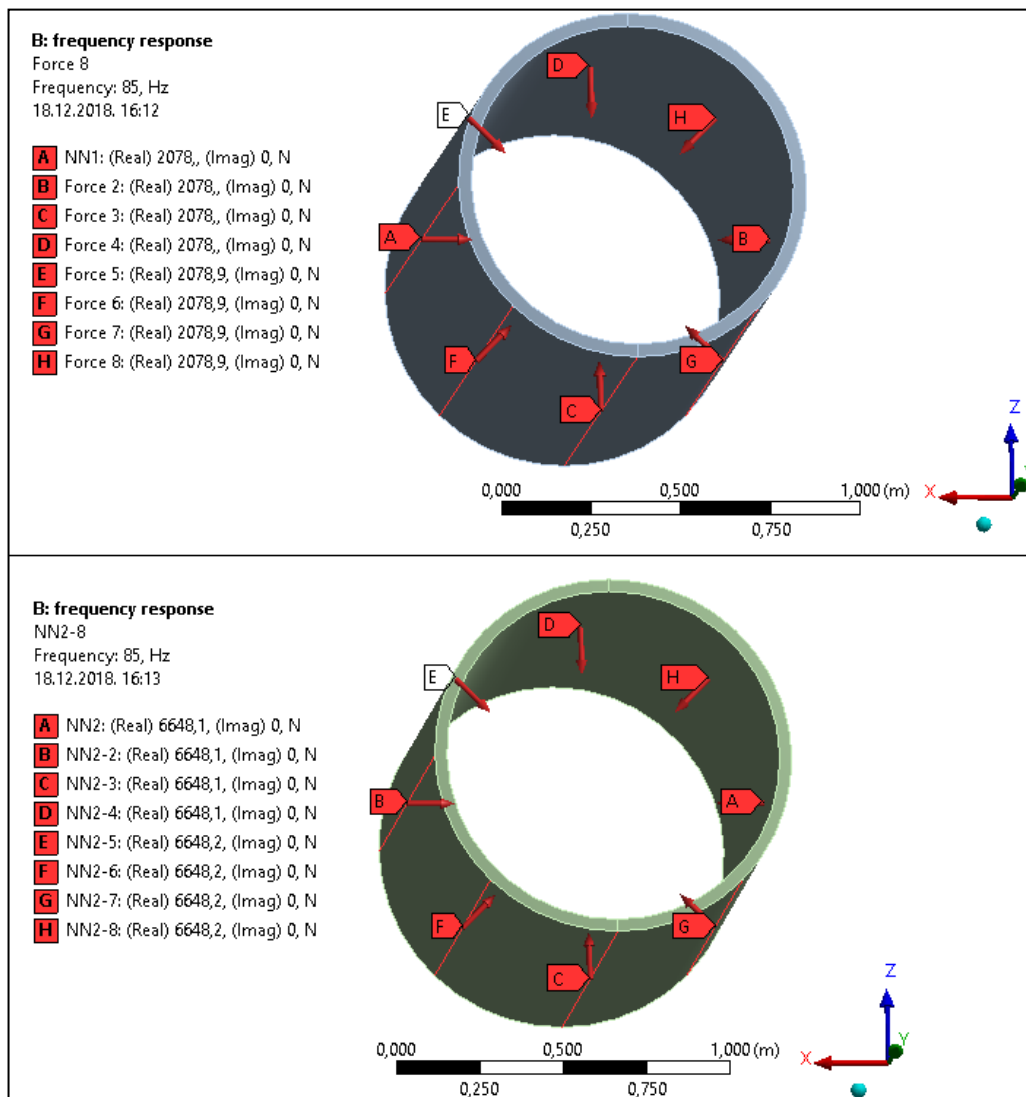 B: frequency response
Force 8
Frequency: 85, Hz
18.12.2018. 16:12
A NN1: (Real) 2078,, (Imag) 0, N
B Force 2: (Real) 2078,, (Imag) 0, N
C Force 3: (Real) 2078,, (Imag) 0, N
D Force 4: (Real) 2078,, (Imag) 0, N
E Force 5: (Real) 2078,9, (Imag) 0, N
F Force 6: (Real) 2078,9, (Imag) 0, N
G Force 7: (Real) 2078,9, (Imag) 0, N
H Force 8: (Real) 2078,9, (Imag) 0, N
D
E
H
A
B
F
G
C
0,000 0,500 1,000 (m)
0,250 0,750
Z
Y
X
B: frequency response
NN2-8
Frequency: 85, Hz
18.12.2018. 16:13
A NN2: (Real) 6648,1, (Imag) 0, N
B NN2-2: (Real) 6648,1, (Imag) 0, N
C NN2-3: (Real) 6648,1, (Imag) 0, N
D NN2-4: (Real) 6648,1, (Imag) 0, N
E NN2-5: (Real) 6648,2, (Imag) 0, N
F NN2-6: (Real) 6648,2, (Imag) 0, N
G NN2-7: (Real) 6648,2, (Imag) 0, N
H NN2-8: (Real) 6648,2, (Imag) 0, N
D
E
H
B
A
F
G
C
0,000 0,500 1,000 (m)
0,250 0,750
Z
Y
X